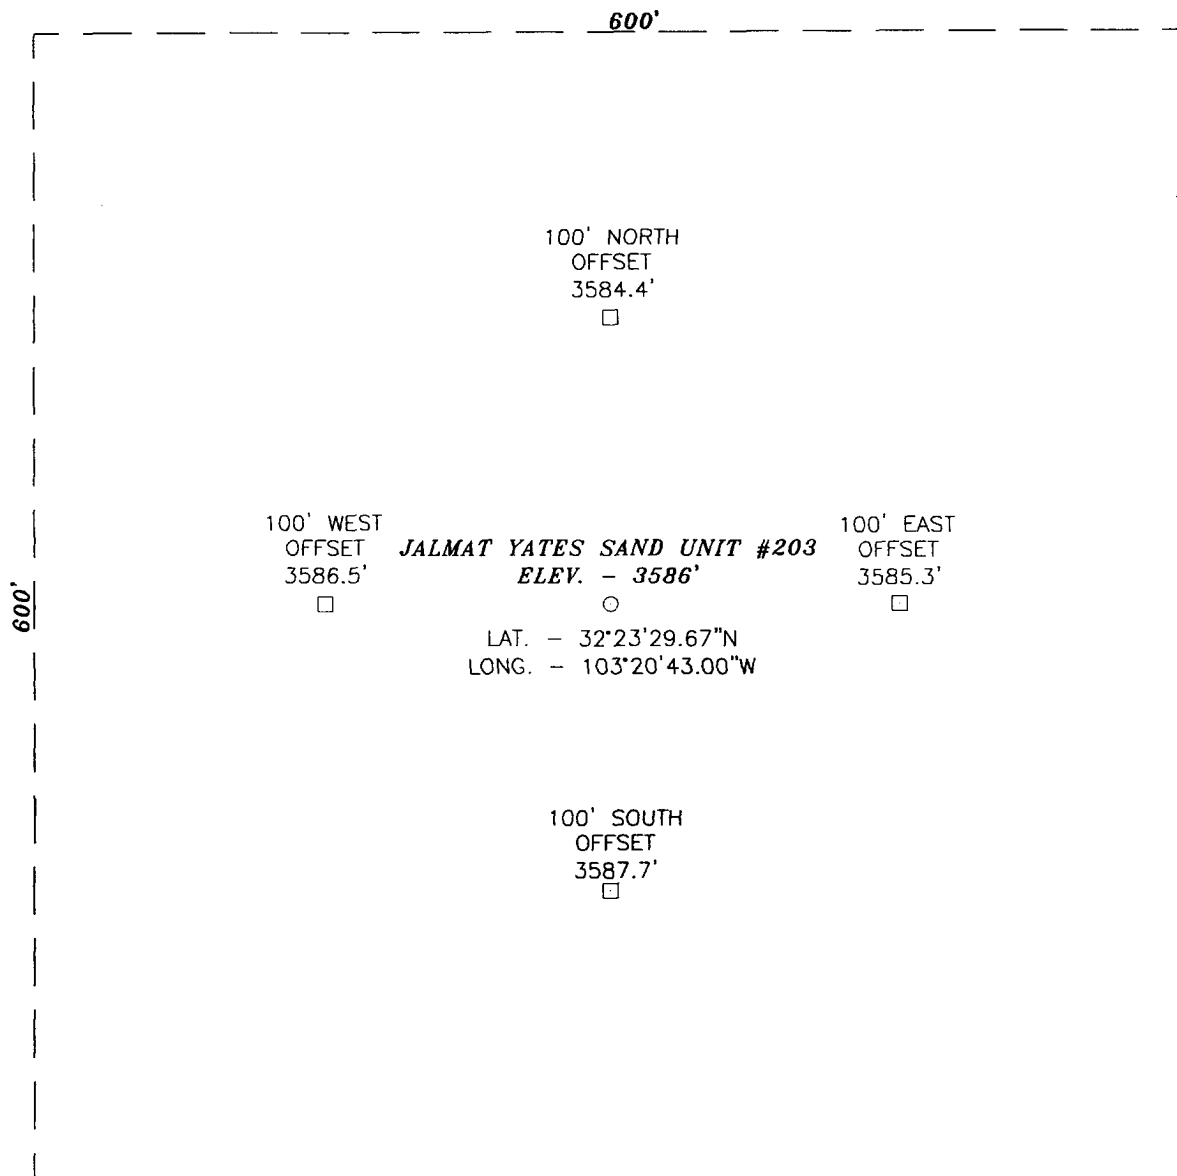 600'
100' NORTH
OFFSET
3584.4'
100' WEST
OFFSET
3586.5'
JALMAT YATES SAND UNIT #203
ELEV. - 3586'
100' EAST
OFFSET
3585.3'
600'
LAT. - 32°23'29.67"N
LONG. - 103°20'43.00"W
100' SOUTH
OFFSET
3587.7'